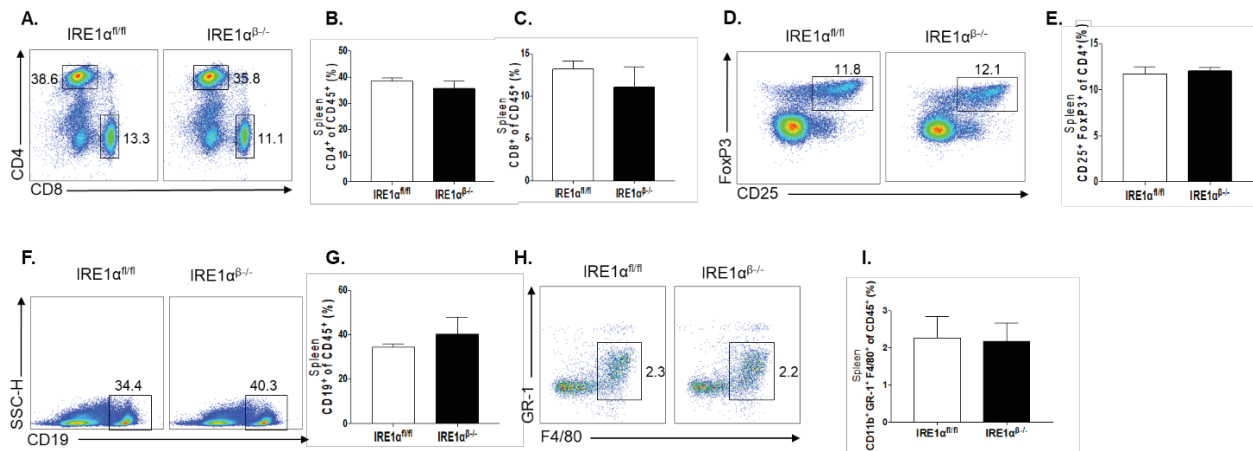 A.
IRE1α^fl/fl
IRE1α^β-/-
CD4
38.6
13.3
35.8
11.1
CD8
B.
Spleen
CD4⁺ of CD45⁺ (%)
50
40
30
20
10
0
IRE1α^fl/fl
IRE1α^β-/-
C.
Spleen
CD8⁺ of CD45⁺ (%)
15
10
5
0
IRE1α^fl/fl
IRE1α^β-/-
D.
IRE1α^fl/fl
IRE1α^β-/-
FoxP3
11.8
12.1
CD25
E.
Spleen
CD25⁺ FoxP3⁺ of CD4⁺(%)
15
10
5
0
IRE1α^fl/fl
IRE1α^β-/-
F.
IRE1α^fl/fl
IRE1α^β-/-
SSC-H
34.4
40.3
CD19
G.
Spleen
CD19⁺ of CD45⁺ (%)
60
40
20
0
IRE1α^fl/fl
IRE1α^β-/-
H.
IRE1α^fl/fl
IRE1α^β-/-
GR-1
2.3
2.2
F4/80
I.
Spleen
CD11b⁺ GR-1⁺ F4/80⁺ of CD45⁺ (%)
3
2
1
0
IRE1α^fl/fl
IRE1α^β-/-